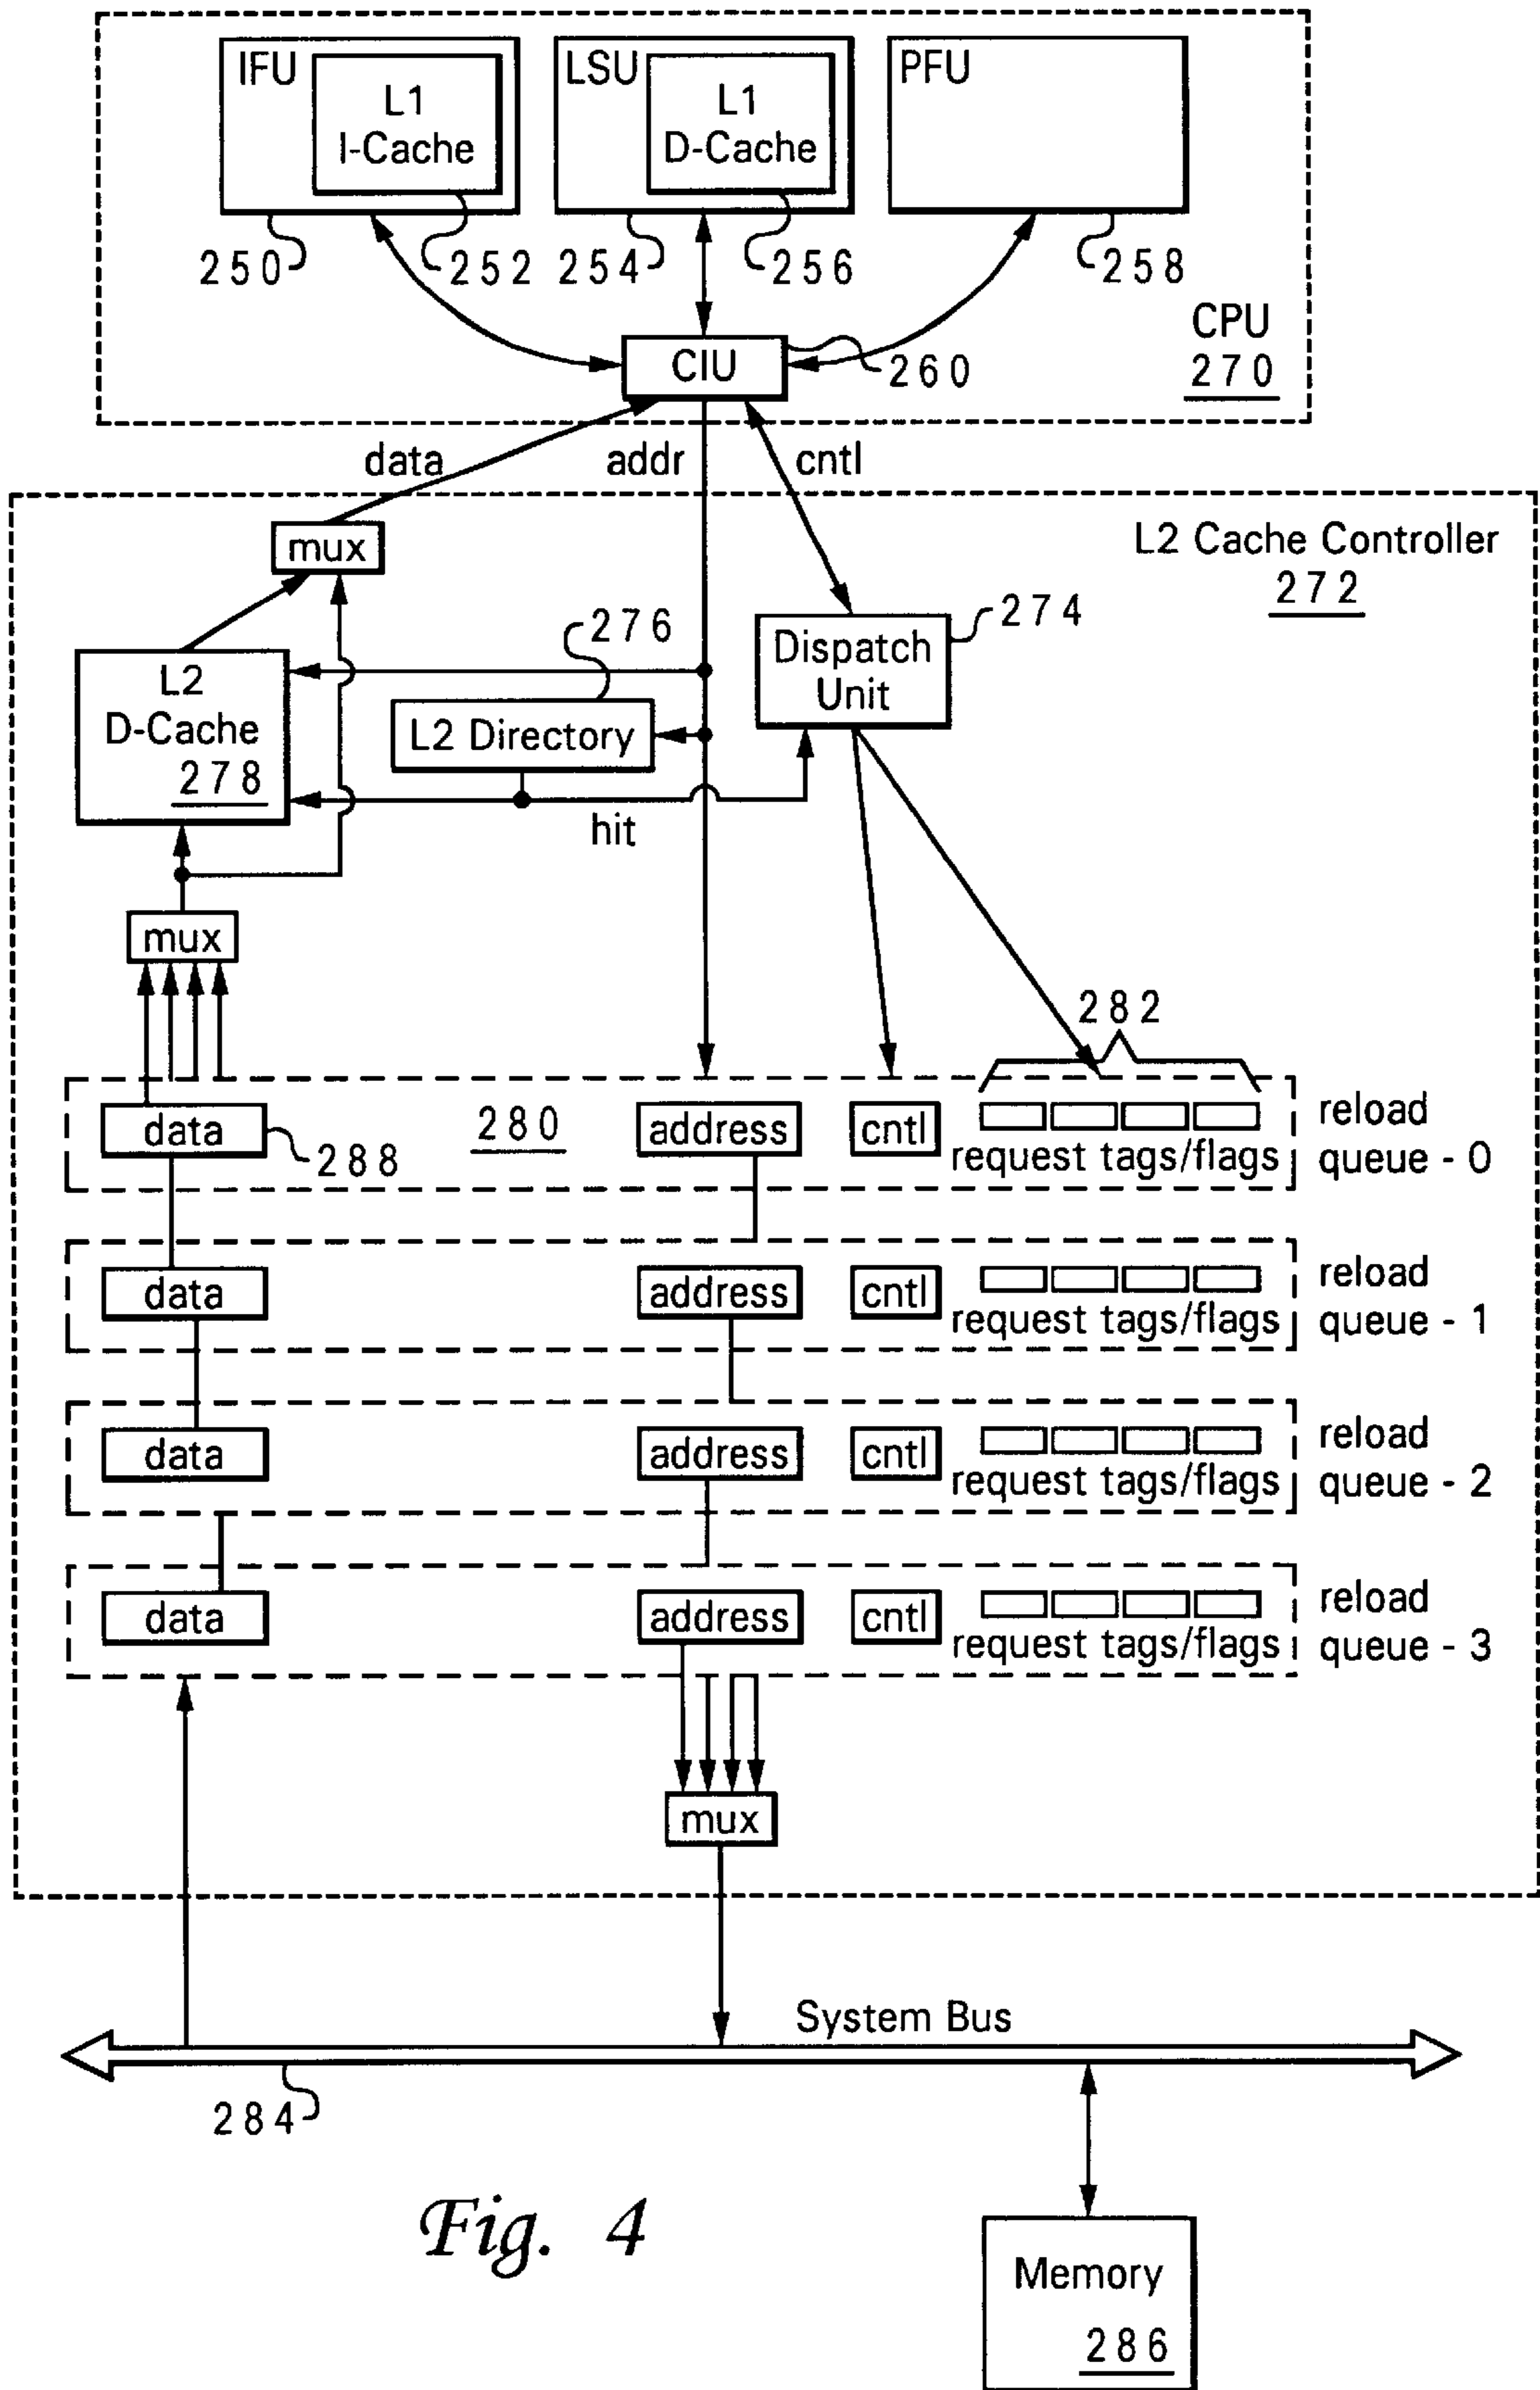 IFU
L1
I-Cache
LSU
L1
D-Cache
PFU
250
252
254
256
258
CPU
270
CIU
260
data
addr
cntl
L2 Cache Controller
272
mux
276
274
Dispatch
Unit
L2
D-Cache
278
L2 Directory
hit
mux
282
data
288
280
address
cntl
request tags/flags
reload
queue - 0
data
address
cntl
request tags/flags
reload
queue - 1
data
address
cntl
request tags/flags
reload
queue - 2
data
address
cntl
request tags/flags
reload
queue - 3
mux
System Bus
284
Fig. 4
Memory
286